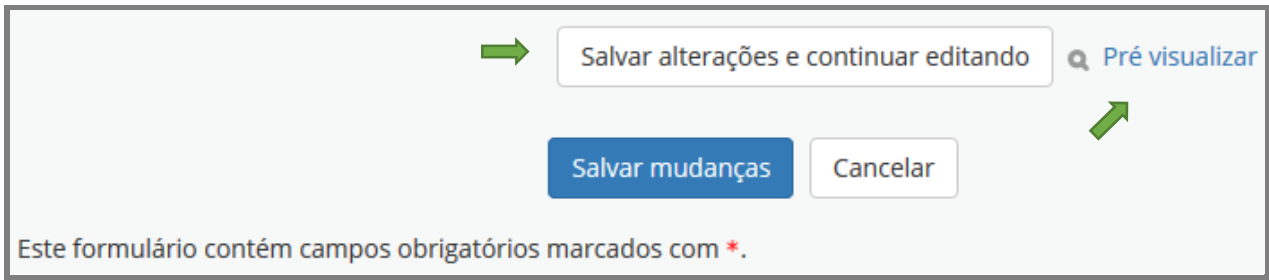 Salvar alterações e continuar editando Pré visualizar
Salvar mudanças Cancelar
Este formulário contém campos obrigatórios marcados com *.